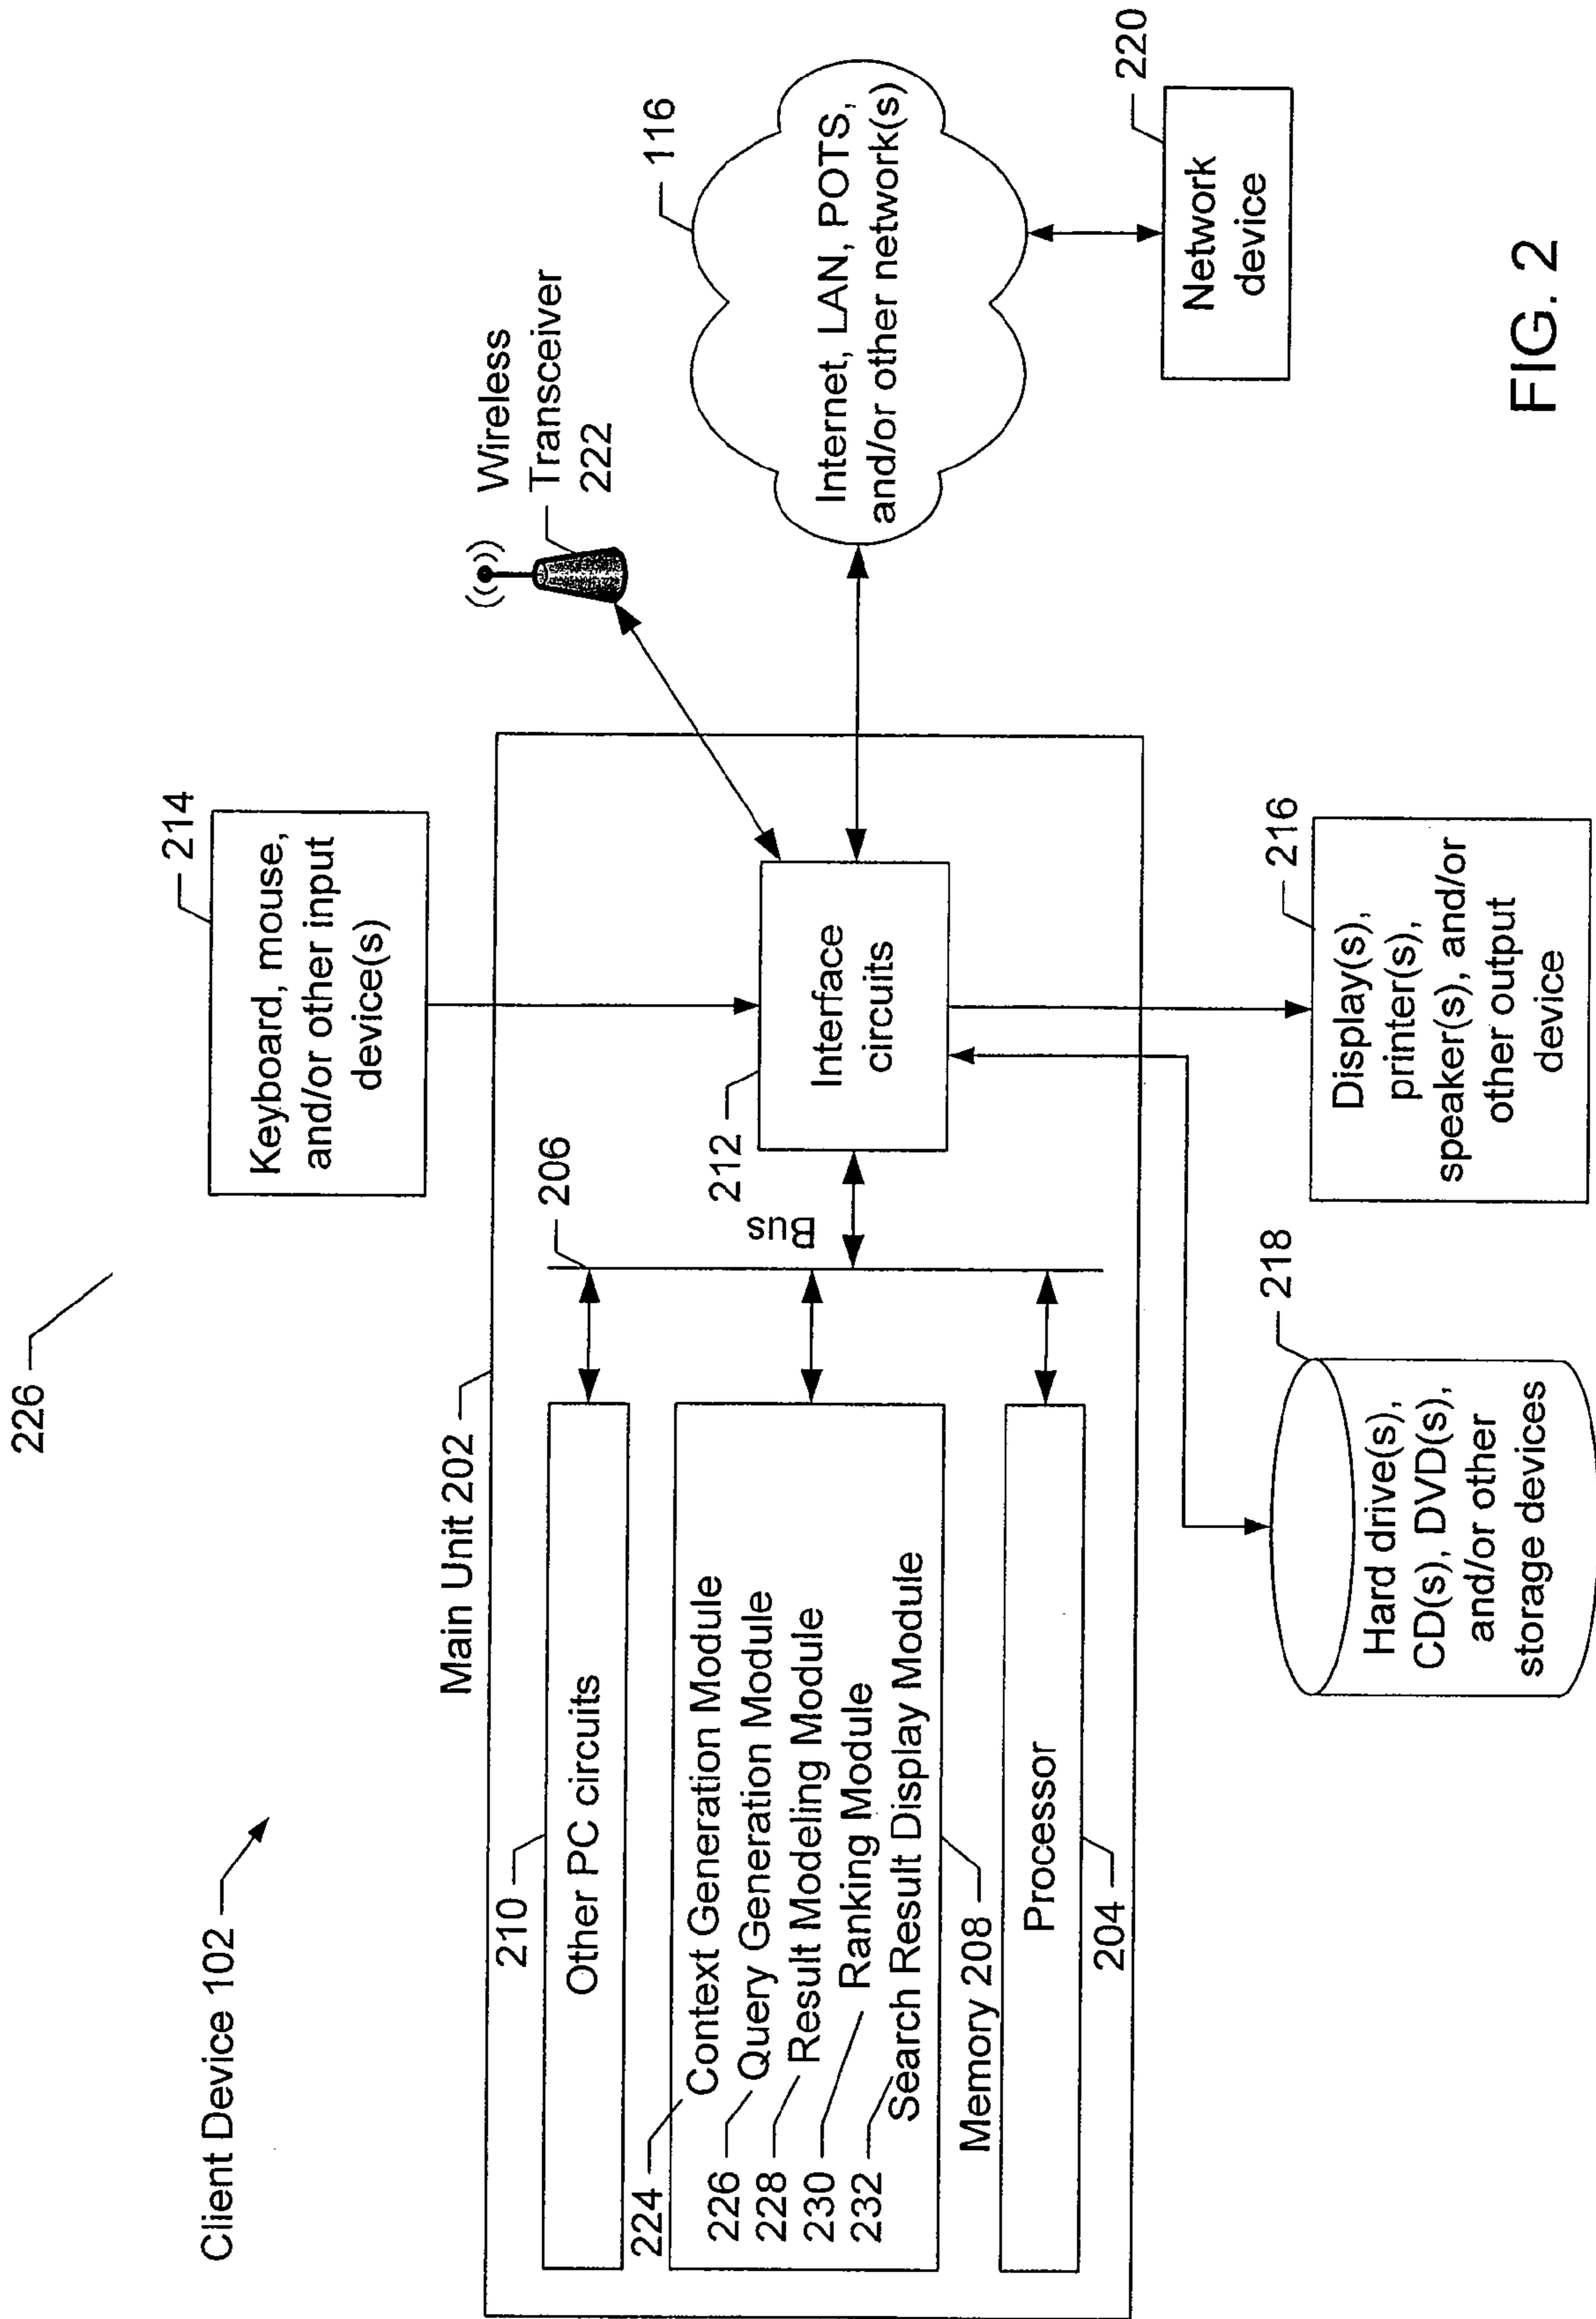 226
Client Device 102
214
Keyboard, mouse,
and/or other input
device(s)
Main Unit 202
206
Wireless
Transceiver
222
116
Internet, LAN, POTS,
and/or other network(s)
220
Network
device
210
Other PC circuits
Bus
212
Interface
circuits
224
Context Generation Module
226
Query Generation Module
228
Result Modeling Module
230
Ranking Module
232
Search Result Display Module
Memory 208
Processor
204
218
Hard drive(s),
CD(s), DVD(s),
and/or other
storage devices
216
Display(s),
printer(s),
speaker(s), and/or
other output
device
FIG. 2